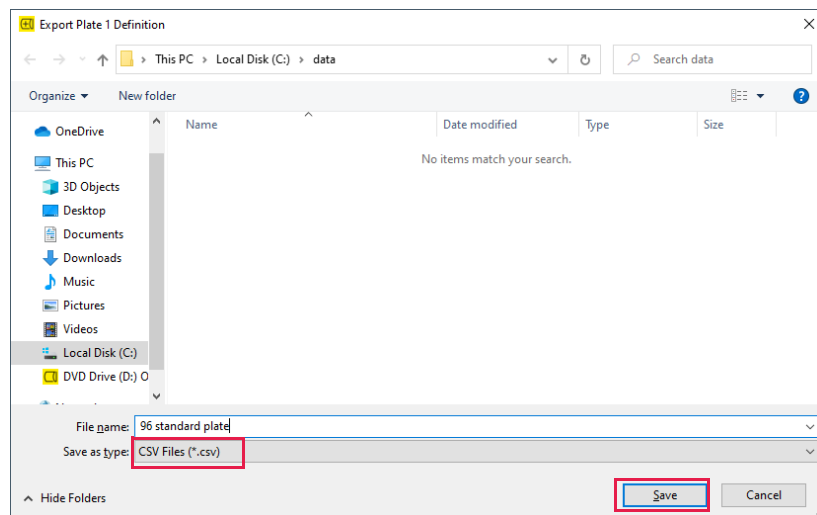 Export Plate 1 Definition
This PC > Local Disk (C:) > data
Search data
Organize
New folder
Name
Date modified
Type
Size
No items match your search.
OneDrive
This PC
3D Objects
Desktop
Documents
Downloads
Music
Pictures
Videos
Local Disk (C:)
DVD Drive (D:) O
File name: 96 standard plate
Save as type: CSV Files (*.csv)
Hide Folders
Save
Cancel